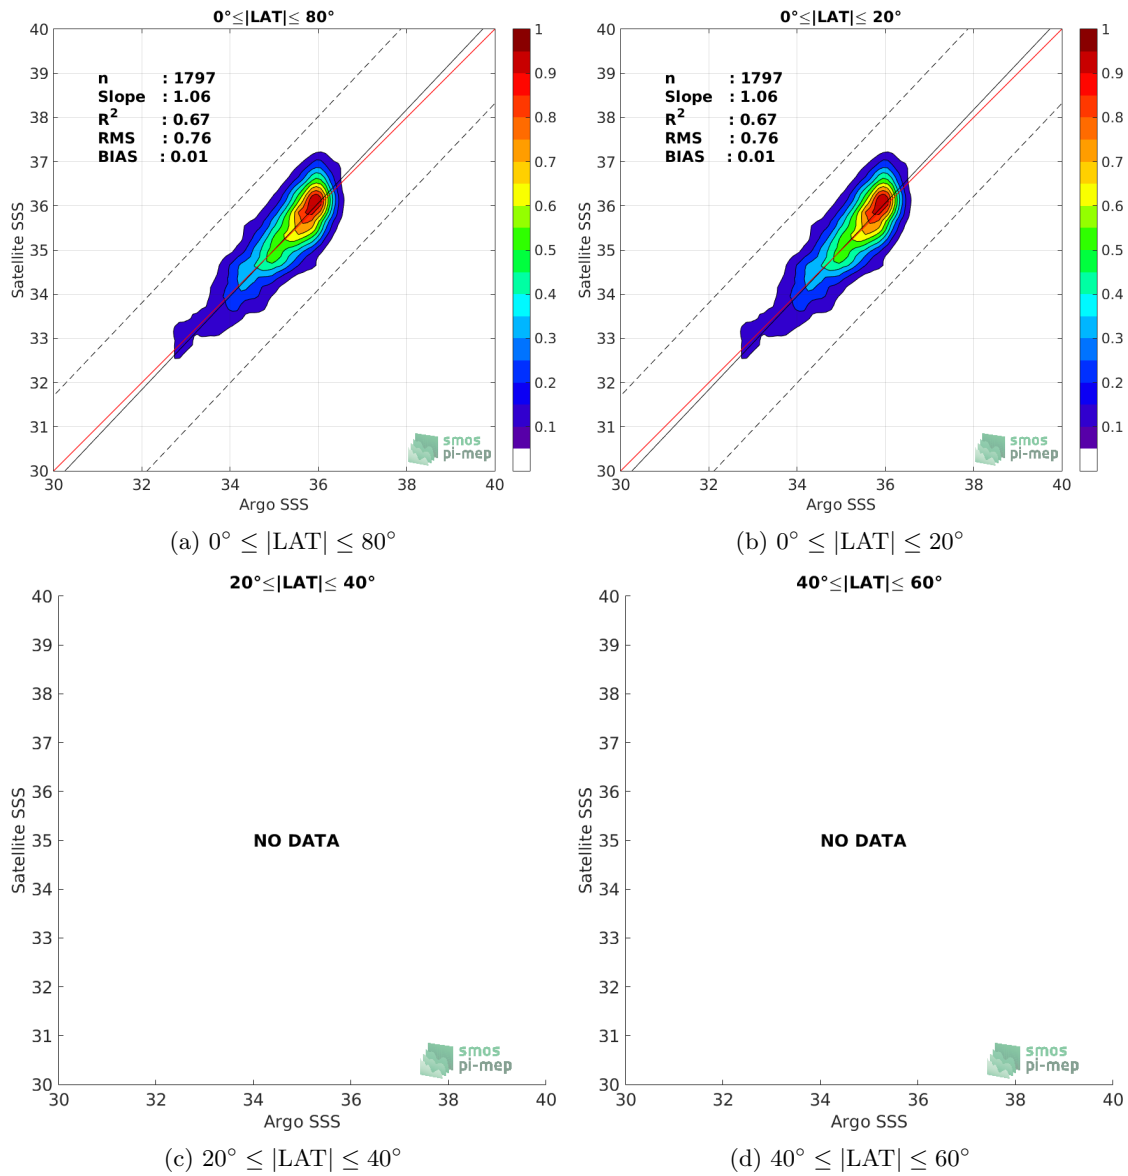 0°≤|LAT|≤ 80°
40
39
38
37
36
35
34
33
32
31
30
Satellite SSS
n : 1797
Slope : 1.06
R² : 0.67
RMS : 0.76
BIAS : 0.01
smos
pi-mep
30 32 34 36 38 40
Argo SSS
1
0.9
0.8
0.7
0.6
0.5
0.4
0.3
0.2
0.1
(a) 0° ≤ |LAT| ≤ 80°
0°≤|LAT|≤ 20°
40
39
38
37
36
35
34
33
32
31
30
Satellite SSS
n : 1797
Slope : 1.06
R² : 0.67
RMS : 0.76
BIAS : 0.01
smos
pi-mep
30 32 34 36 38 40
Argo SSS
1
0.9
0.8
0.7
0.6
0.5
0.4
0.3
0.2
0.1
(b) 0° ≤ |LAT| ≤ 20°
20°≤|LAT|≤ 40°
40
39
38
37
36
35
34
33
32
31
30
Satellite SSS
NO DATA
smos
pi-mep
30 32 34 36 38 40
Argo SSS
(c) 20° ≤ |LAT| ≤ 40°
40°≤|LAT|≤ 60°
40
39
38
37
36
35
34
33
32
31
30
Satellite SSS
NO DATA
smos
pi-mep
30 32 34 36 38 40
Argo SSS
(d) 40° ≤ |LAT| ≤ 60°